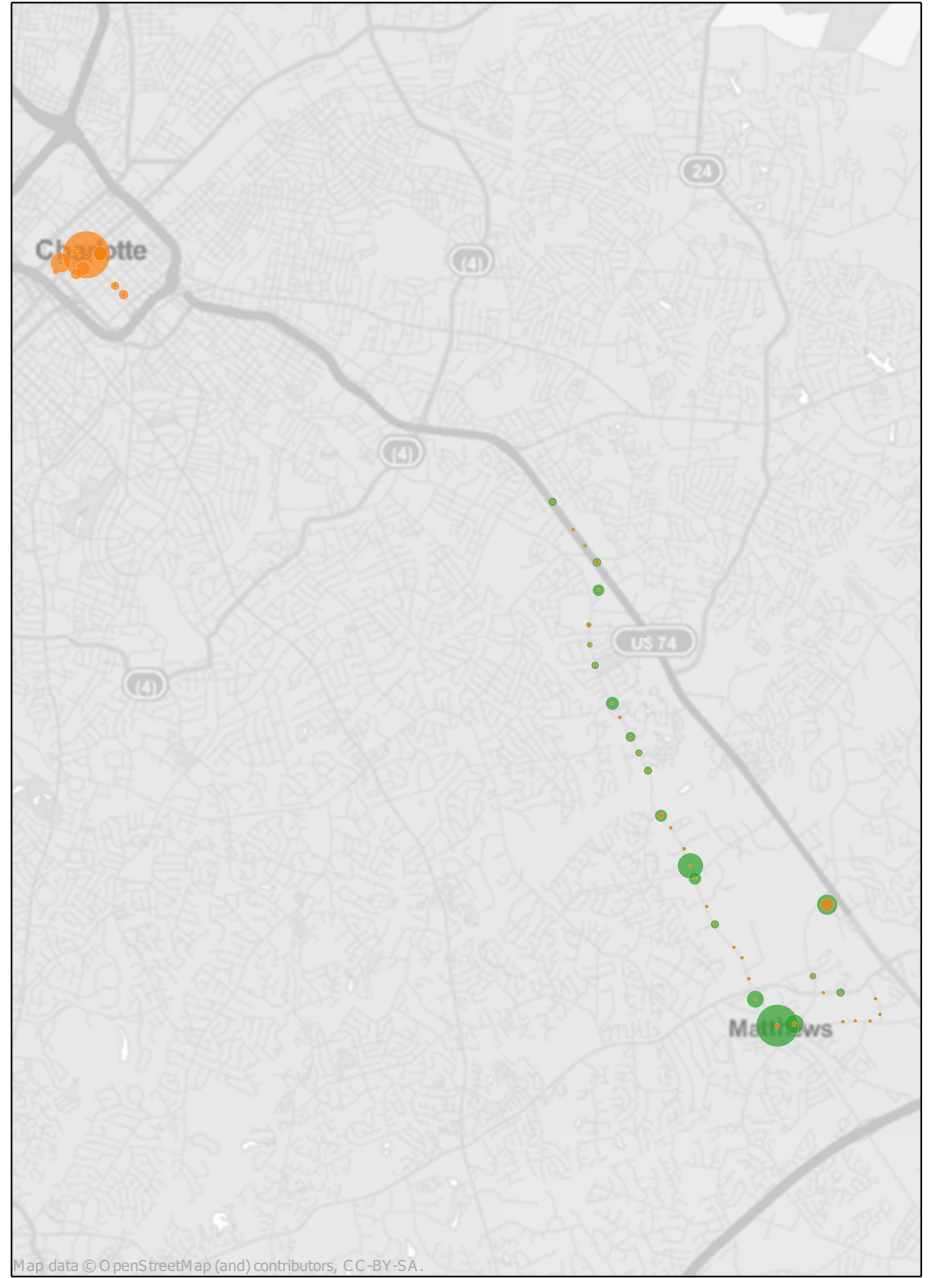 24
Charlotte
(4)
(4)
US 74
(4)
Matthews
Map data © OpenStreetMap (and) contributors, CC-BY-SA.